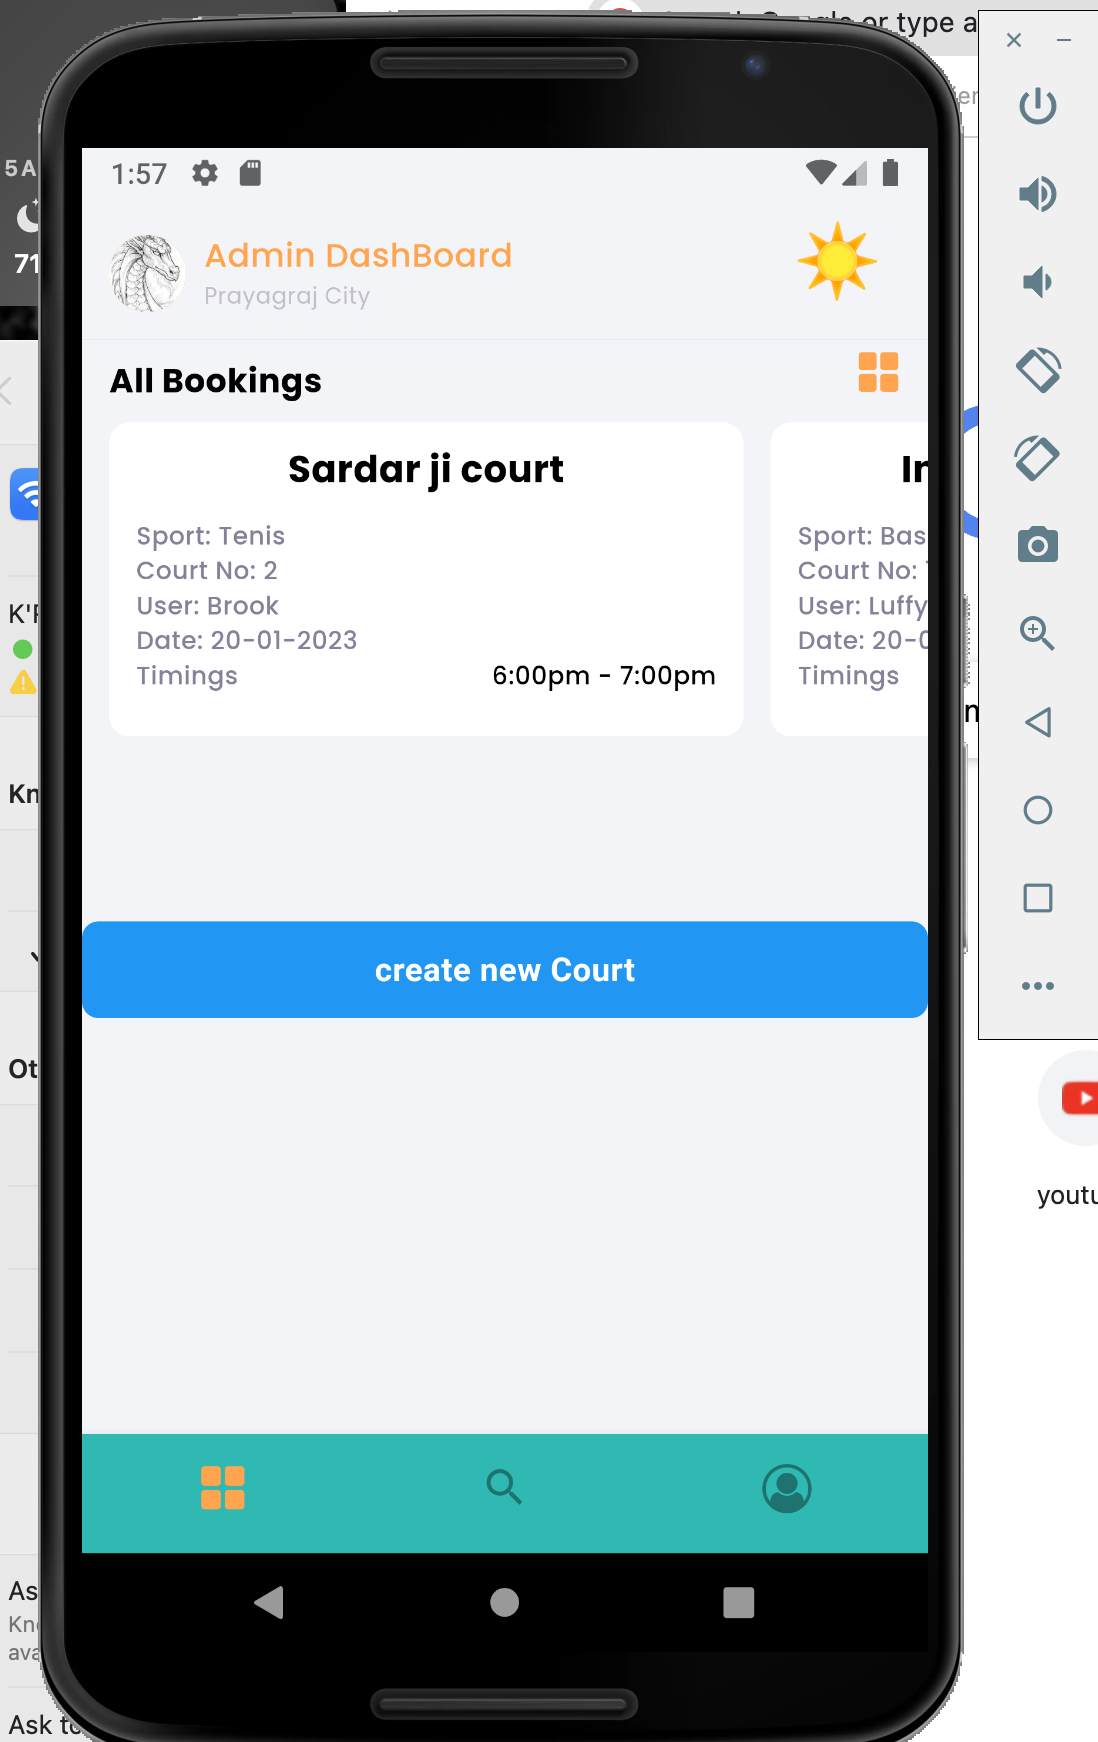 or type a
5 A
71
1:57
Admin DashBoard
Prayagraj City
All Bookings
Sardar ji court
Sport: Tenis
Court No: 2
User: Brook
Date: 20-01-2023
Timings
6:00pm - 7:00pm
In
Sport: Bas
Court No:
User: Luffy
Date: 20-0
Timings
create new Court
K'F
Kn
Ot
As
Kno
ava
Ask to
youtu